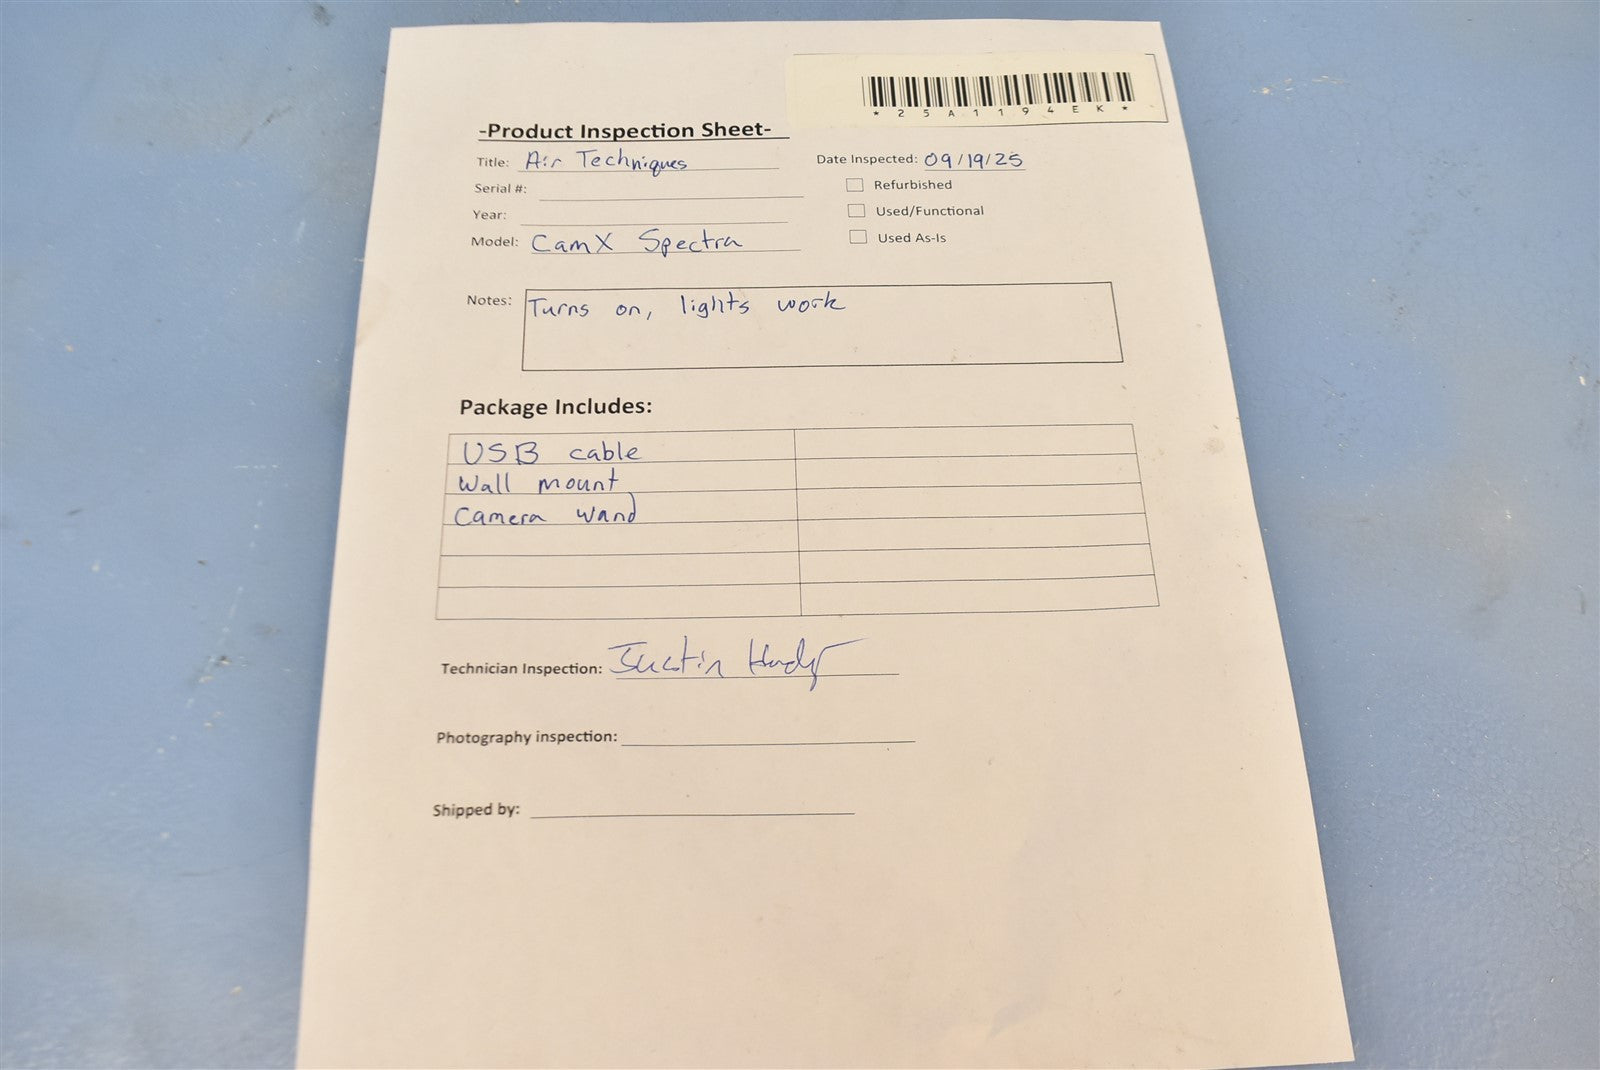 *25A1194EK*
-Product Inspection Sheet-
Title: Air Techniques
Date Inspected: 09/19/25
Serial #:
Refurbished
Year:
Used/Functional
Model: CamX Spectra
Used As-Is
Notes: Turns on, lights work
Package Includes:
USB cable
Wall mount
Camera wand
Technician Inspection: Justin
Photography inspection:
Shipped by: